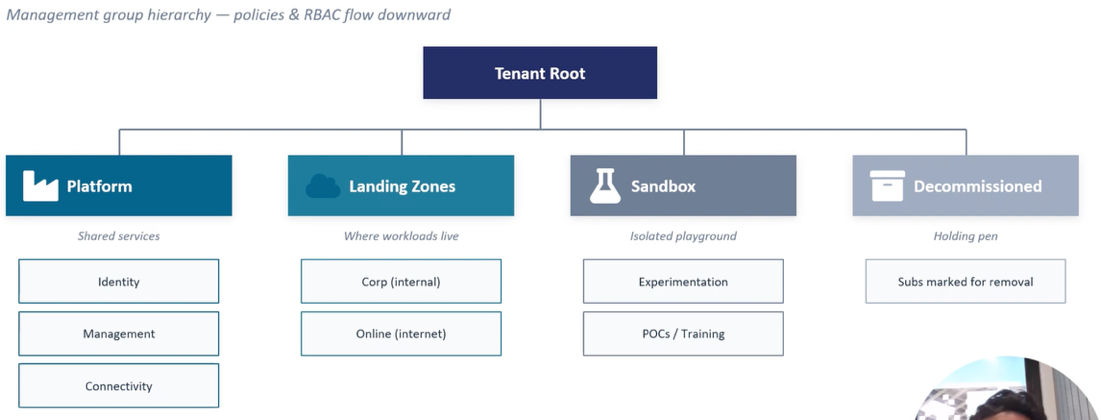 Management group hierarchy — policies & RBAC flow downward
Tenant Root
Platform
Landing Zones
Sandbox
Decommissioned
Shared services
Where workloads live
Isolated playground
Holding pen
Identity
Corp (internal)
Experimentation
Subs marked for removal
Management
Online (internet)
POCs / Training
Connectivity